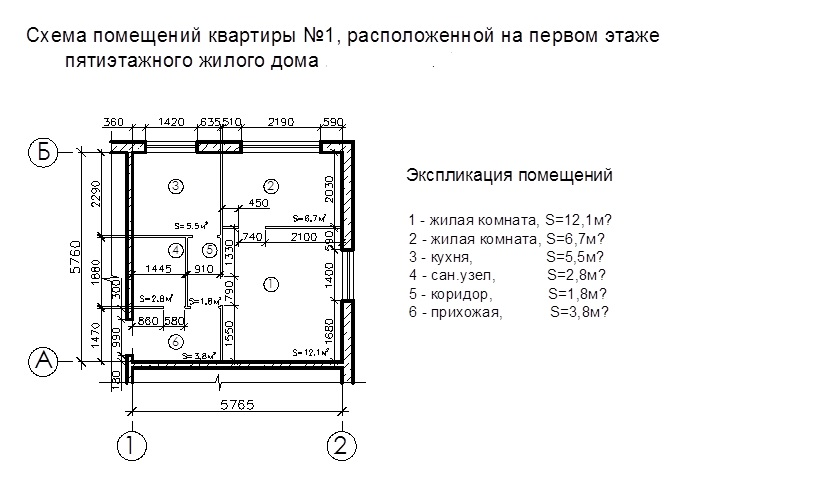 Схема помещений квартиры №1, расположенной на первом этаже
пятиэтажного жилого дома
360 1420 635 510 2190 590
Б
3 2
2290 2030
450
S=5.5м² S=6.7м²
Экспликация помещений
1 - жилая комната, S=12,1м?
2 - жилая комната, S=6,7м?
3 - кухня, S=5,5м?
4 - сан.узел, S=2,8м?
5 - коридор, S=1,8м?
6 - прихожая, S=3,8м?
4 5 1330 740 2100 590
5760 1880 1445 910 1400
1
300 790
S=2.8м² S=1.8м²
860 580
1470 990 6 1550 1680
S=3,8м² S=12.1м²
А
180
5765
1 2